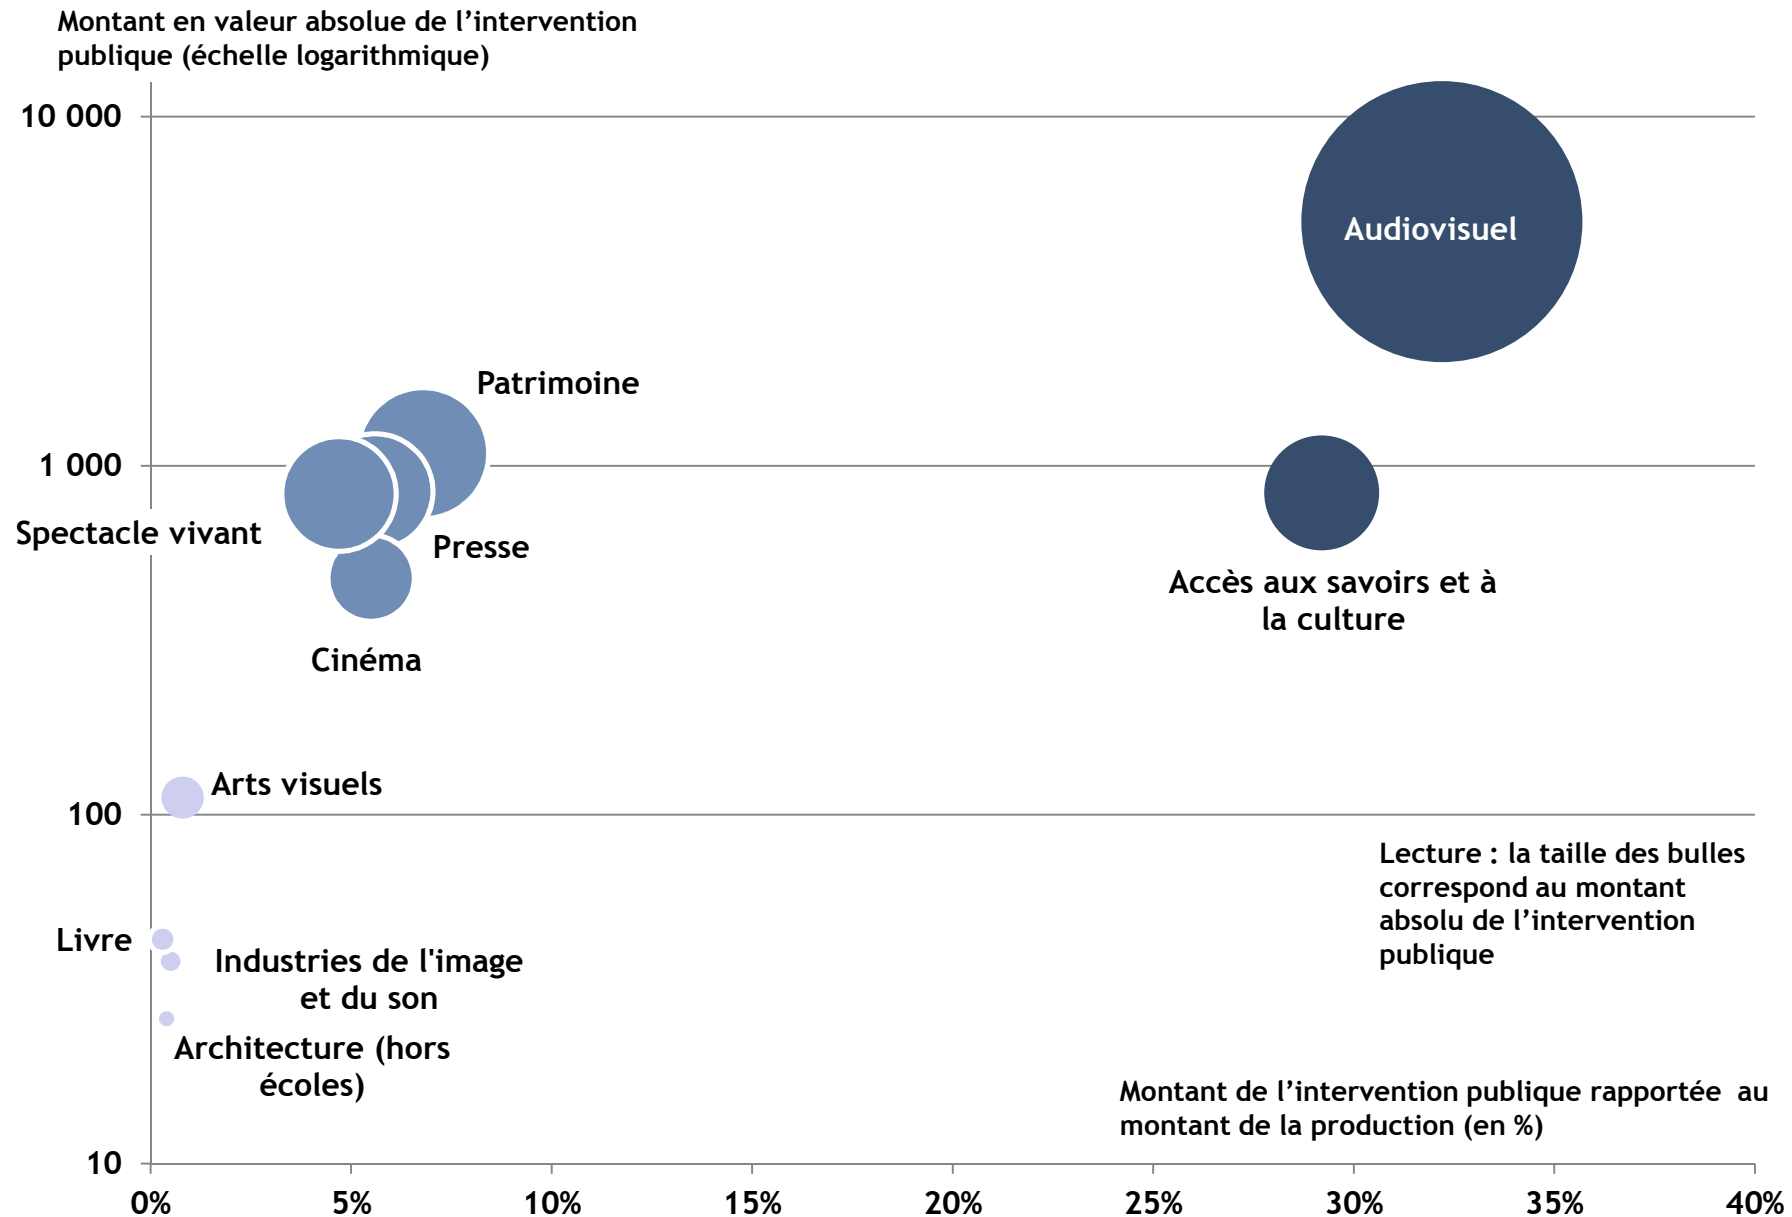 Montant en valeur absolue de l’intervention
publique (échelle logarithmique)
10 000
Audiovisuel
Patrimoine
1 000
Spectacle vivant
Presse
Accès aux savoirs et à
la culture
Cinéma
Arts visuels
100
Lecture : la taille des bulles
correspond au montant
absolu de l’intervention
publique
Livre
Industries de l'image
et du son
Architecture (hors
écoles)
Montant de l’intervention publique rapportée  au
montant de la production (en %)
10
0% 5% 10% 15% 20% 25% 30% 35% 40%